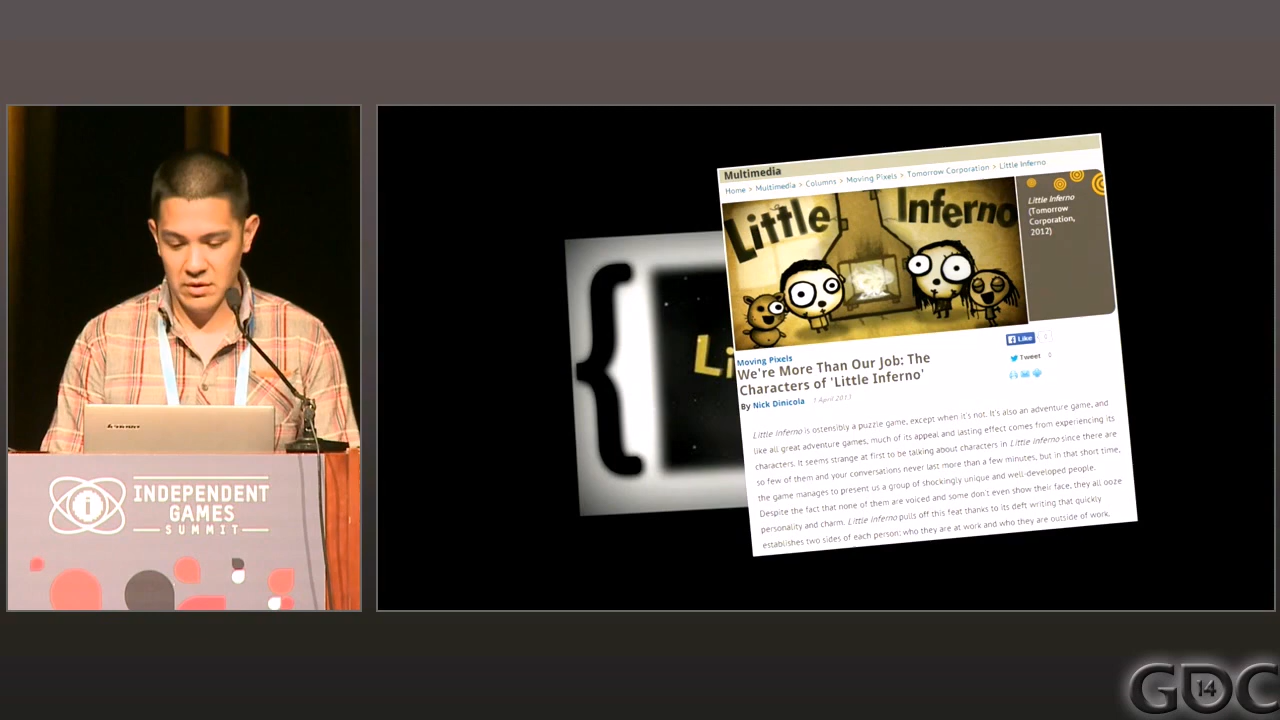 Multimedia
Home > Multimedia > Columns > Moving Pixels > Tomorrow Corporation > Little Inferno
Little Inferno
Little Inferno
(Tomorrow
Corporation,
2012)
{
Li
Like
Tweet
Moving Pixels
We're More Than Our Job: The
Characters of 'Little Inferno'
By Nick Dinicola 1 April 2013
Little Inferno is ostensibly a puzzle game, except when it's not. It's also an adventure game, and
like all great adventure games, much of its appeal and lasting effect comes from experiencing its
characters. It seems strange at first to be talking about characters in Little Inferno since there are
so few of them and your conversations never last more than a few minutes, but in that short time,
the game manages to present us a group of shockingly unique and well-developed people.
Despite the fact that none of them are voiced and some don't even show their face, they all ooze
personality and charm. Little Inferno pulls off this feat thanks to its deft writing that quickly
establishes two sides of each person: who they are at work and who they are outside of work.
lenovo
INDEPENDENT
GAMES
SUMMIT
GDC
14